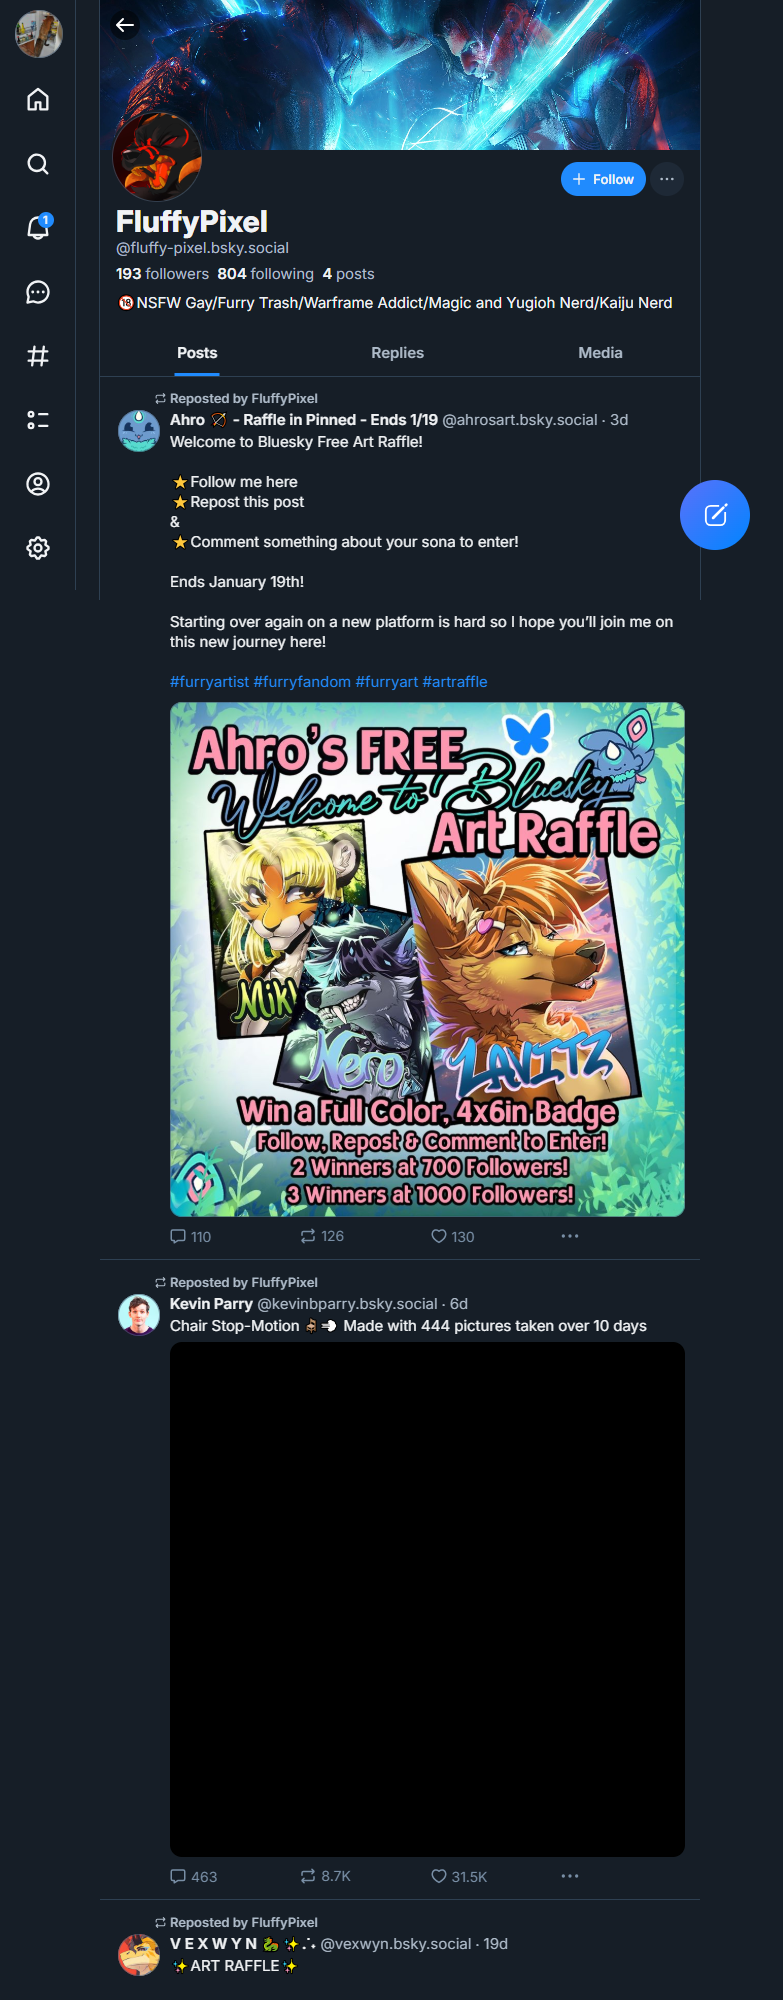 1
Follow
FluffyPixel
@fluffy-pixel.bsky.social
193 followers 804 following 4 posts
🔞NSFW Gay/Furry Trash/Warframe Addict/Magic and Yugioh Nerd/Kaiju Nerd
Posts Replies Media
Reposted by FluffyPixel
Ahro 🏹 - Raffle in Pinned - Ends 1/19 @ahrosart.bsky.social · 3d
Welcome to Bluesky Free Art Raffle!
⭐Follow me here
⭐Repost this post
&
⭐Comment something about your sona to enter!
Ends January 19th!
Starting over again on a new platform is hard so I hope you’ll join me on
this new journey here!
#furryartist #furryfandom #furryart #artraffle
Ahro's FREE
Welcome to Bluesky
Art Raffle
Miki
Nero
LAVITZ
Win a Full Color, 4x6in Badge
Follow, Repost & Comment to Enter!
2 Winners at 700 Followers!
3 Winners at 1000 Followers!
110 126 130
Reposted by FluffyPixel
Kevin Parry @kevinbparry.bsky.social · 6d
Chair Stop-Motion 🪑💨 Made with 444 pictures taken over 10 days
463 8.7K 31.5K
Reposted by FluffyPixel
V E X W Y N 🐉 ✨.·̩͙˖ @vexwyn.bsky.social · 19d
✨ART RAFFLE✨